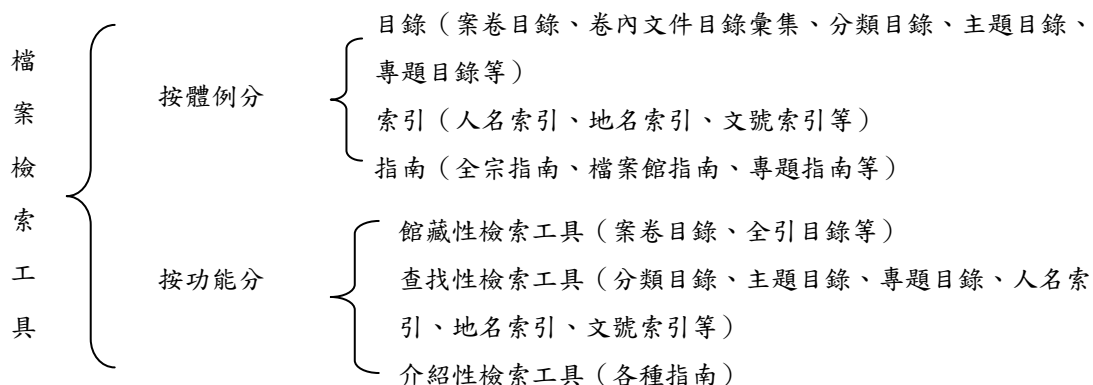 檔案檢索工具
按體例分
目錄（案卷目錄、卷內文件目錄彙集、分類目錄、主題目錄、
專題目錄等）
索引（人名索引、地名索引、文號索引等）
指南（全宗指南、檔案館指南、專題指南等）
按功能分
館藏性檢索工具（案卷目錄、全引目錄等）
查找性檢索工具（分類目錄、主題目錄、專題目錄、人名索
引、地名索引、文號索引等）
介紹性檢索工具（各種指南）